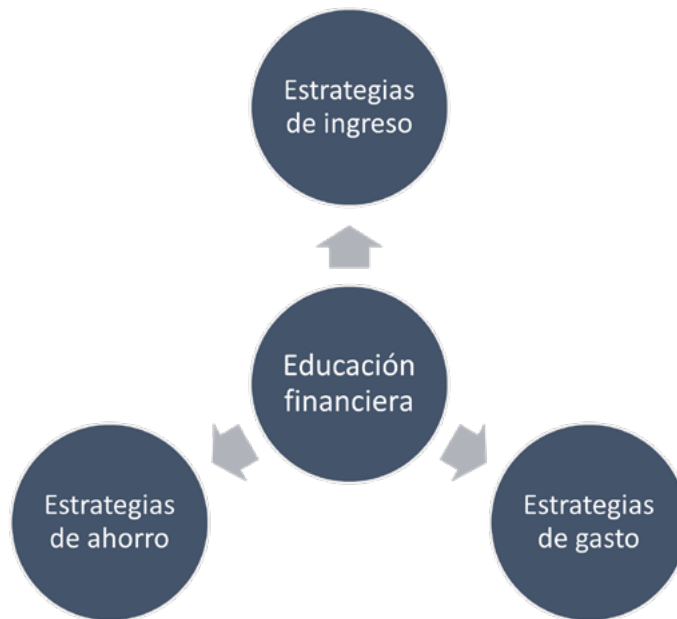 Estrategias
de ingreso
Educación
financiera
Estrategias
de ahorro
Estrategias
de gasto